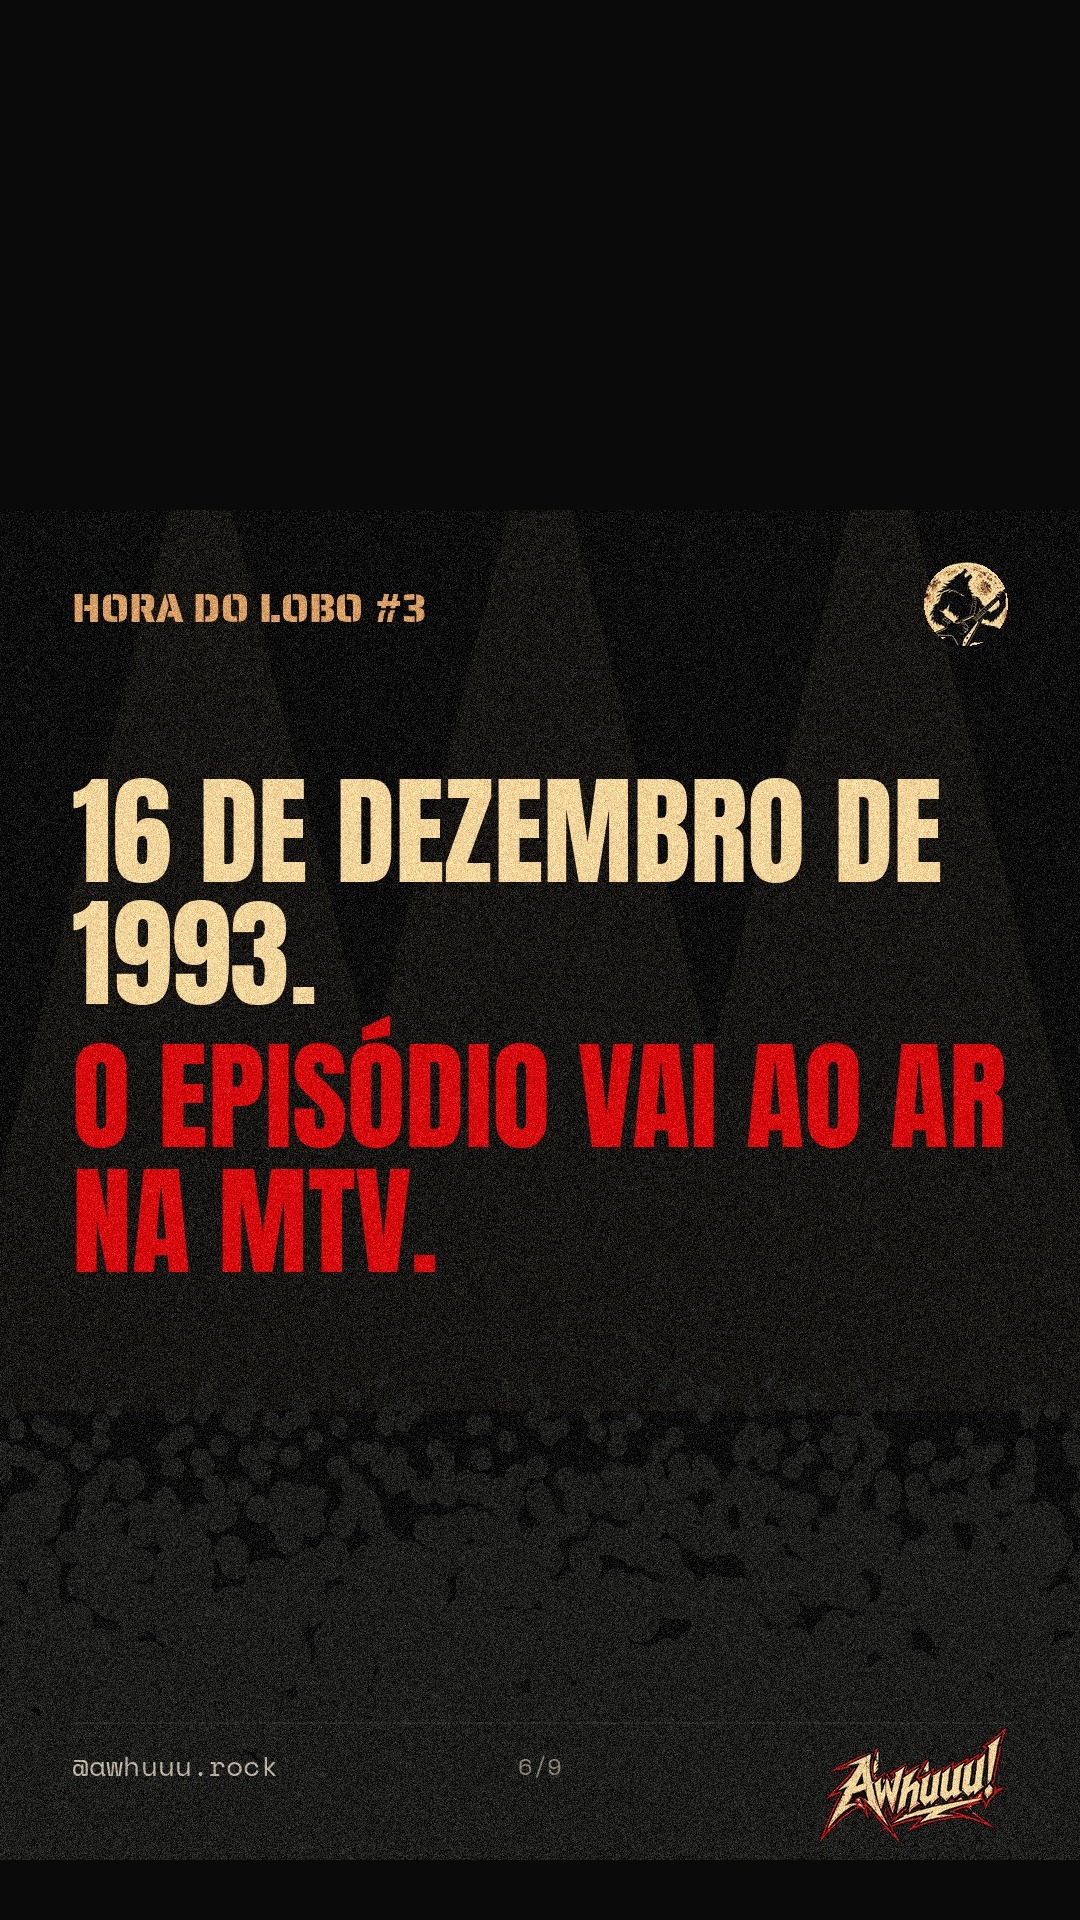 HORA DO LOBO #3
16 DE DEZEMBRO DE
1993.
O EPISÓDIO VAI AO AR
NA MTV.
@awhuuu.rock
6/9
Awhuuu!